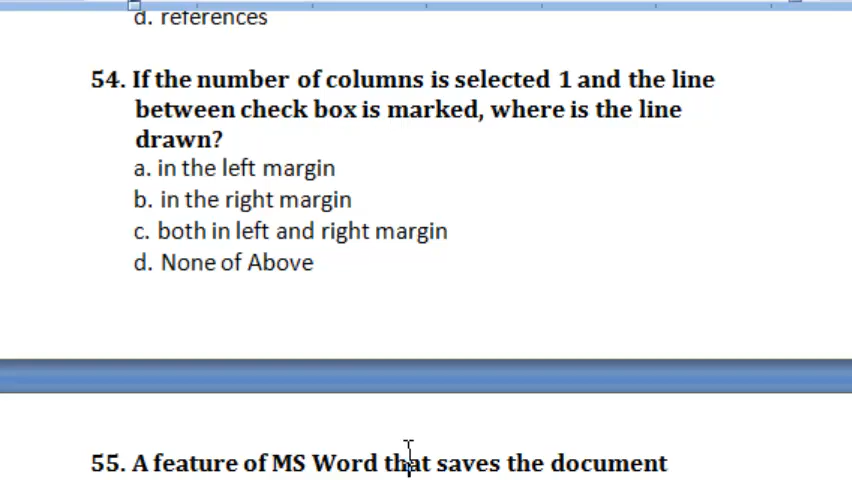 d. references
54. If the number of columns is selected 1 and the line
between check box is marked, where is the line
drawn?
a. in the left margin
b. in the right margin
c. both in left and right margin
d. None of Above
55. A feature of MS Word that saves the document